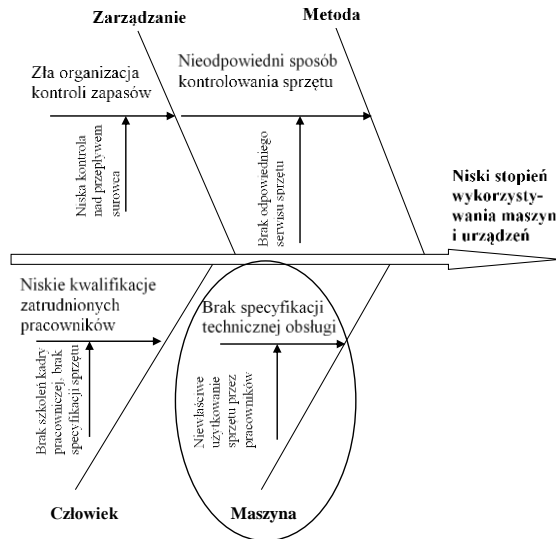 Zarządzanie
Metoda
Zła organizacja
kontroli zapasów
Nieodpowiedni sposób
kontrolowania sprzętu
Niska kontrola
nad przepływem
surowca
Brak odpowiedniego
serwisu sprzętu
Niski stopień
wykorzysty-
wania maszyn
i urządzeń
Niskie kwalifikacje
zatrudnionych
pracowników
Brak specyfikacji
technicznej obsługi
Brak szkoleń kadry
pracowniczej, brak
specyfikacji sprzętu
Niewłaściwe
użytkowanie
sprzętu przez
pracowników
Człowiek
Maszyna